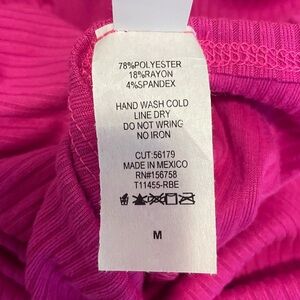 78%POLYESTER
18%RAYON
4%SPANDEX
HAND WASH COLD
LINE DRY
DO NOT WRING
NO IRON
CUT:56179
MADE IN MEXICO
RN#156758
T11455-RBE
M